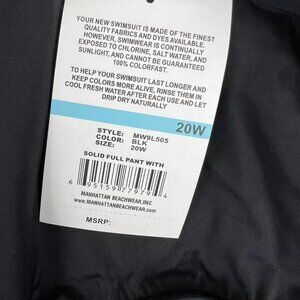 YOUR NEW SWIMSUIT IS MADE OF THE FINEST
QUALITY FABRICS AND DYES AVAILABLE.
HOWEVER, SWIMWEAR IS CONTINUALLY
EXPOSED TO CHLORINE, SALT WATER, AND
SUNLIGHT, AND CANNOT BE GUARANTEED
100% COLORFAST.
TO HELP YOUR SWIMSUIT LAST LONGER AND
KEEP COLORS MORE ALIVE, RINSE THEM IN
COOL FRESH WATER AFTER EACH USE AND LET
DRIP DRY NATURALLY
20W
STYLE: MW9L505
COLOR: BLK
SIZE: 20W
SOLID FULL PANT WITH
MANHATTAN BEACHWEAR, INC
WWW.MANHATTANBEACHWEAR.COM
MSRP: